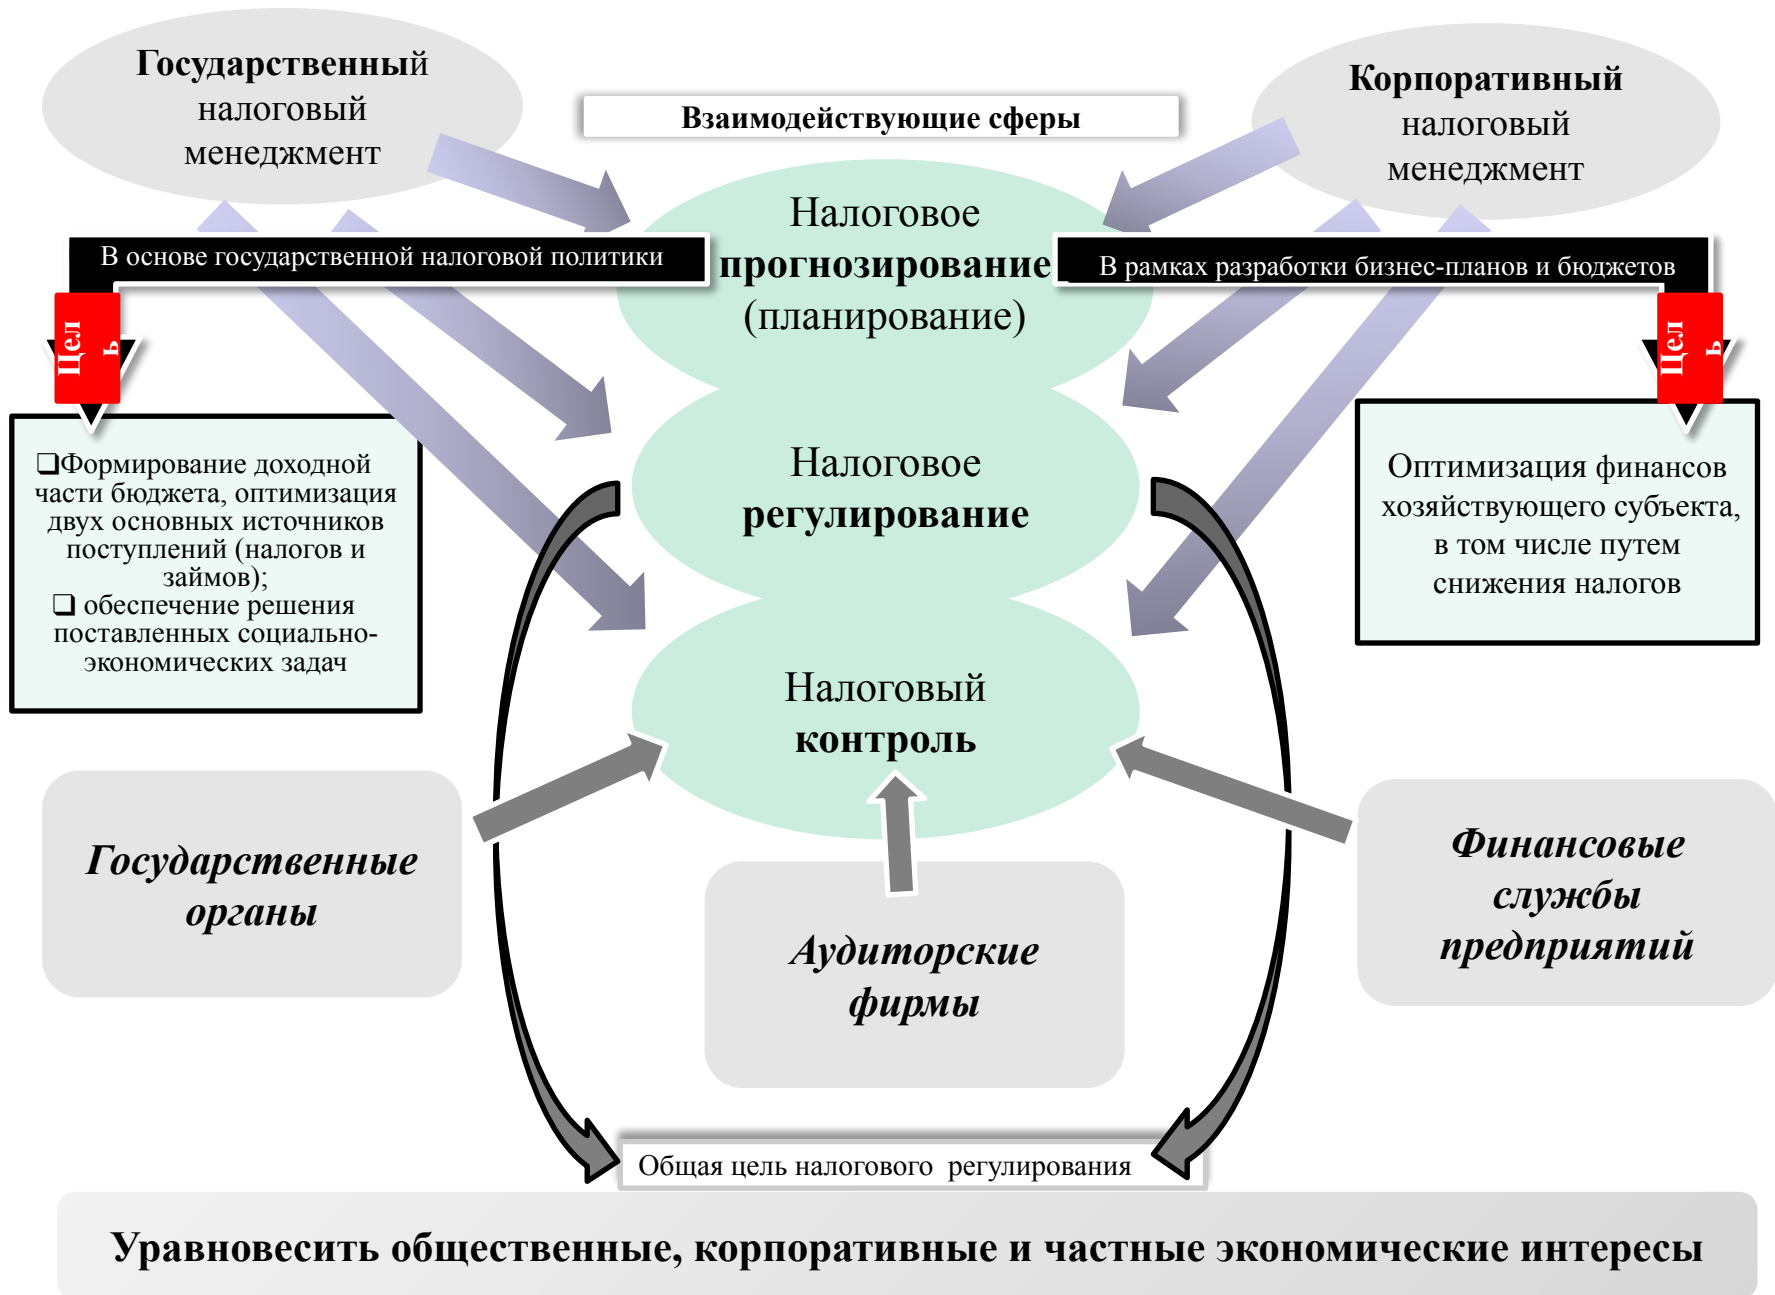 Государственный
налоговый
менеджмент
Взаимодействующие сферы
Корпоративный
налоговый
менеджмент
Налоговое
прогнозирование
(планирование)
В основе государственной налоговой политики
В рамках разработки бизнес-планов и бюджетов
Цел
ь
Цел
ь
❑Формирование доходной
части бюджета, оптимизация
двух основных источников
поступлений (налогов и
займов);
❑ обеспечение решения
поставленных социально-
экономических задач
Налоговое
регулирование
Оптимизация финансов
хозяйствующего субъекта,
в том числе путем
снижения налогов
Налоговый
контроль
Государственные
органы
Аудиторские
фирмы
Финансовые
службы
предприятий
Общая цель налогового  регулирования
Уравновесить общественные, корпоративные и частные экономические интересы